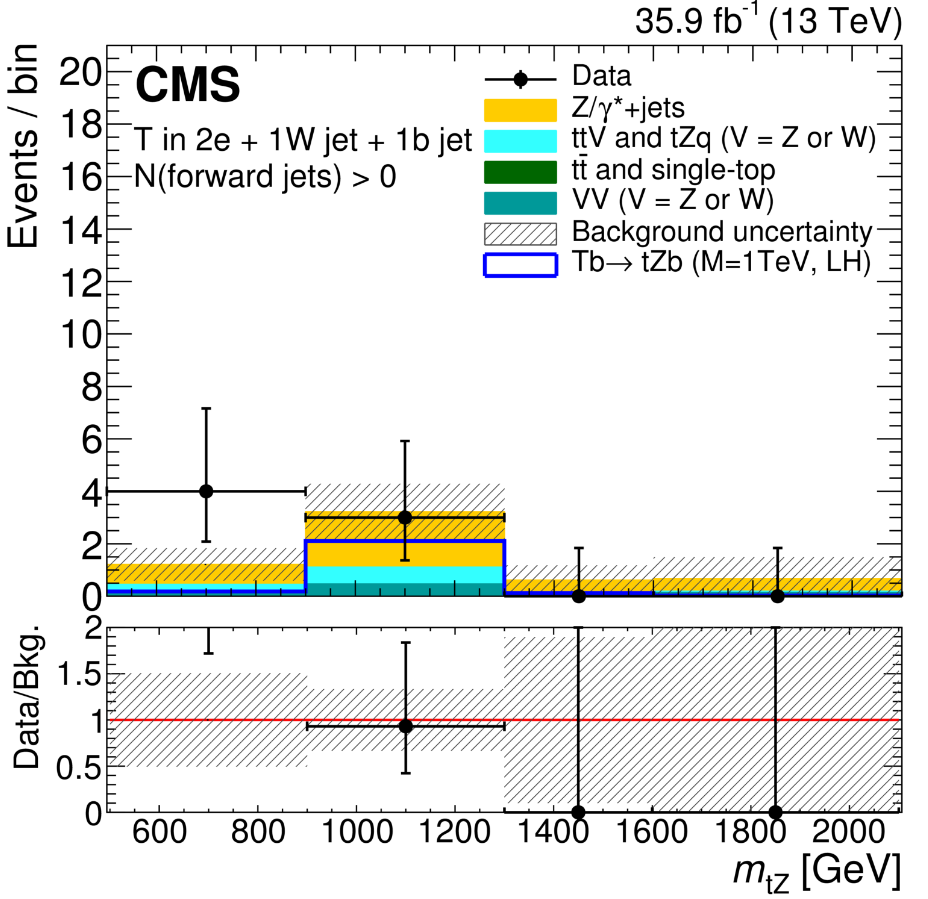 35.9 fb⁻¹ (13 TeV)
Events / bin
CMS
T in 2e + 1W jet + 1b jet
N(forward jets) > 0
Data
Z/γ*+jets
ttV and tZq (V = Z or W)
tt̄ and single-top
VV (V = Z or W)
Background uncertainty
Tb→ tZb (M=1TeV, LH)
20
18
16
14
12
10
8
6
4
2
0
Data/Bkg.
2
1.5
1
0.5
0
600 800 1000 1200 1400 1600 1800 2000
m_tZ [GeV]